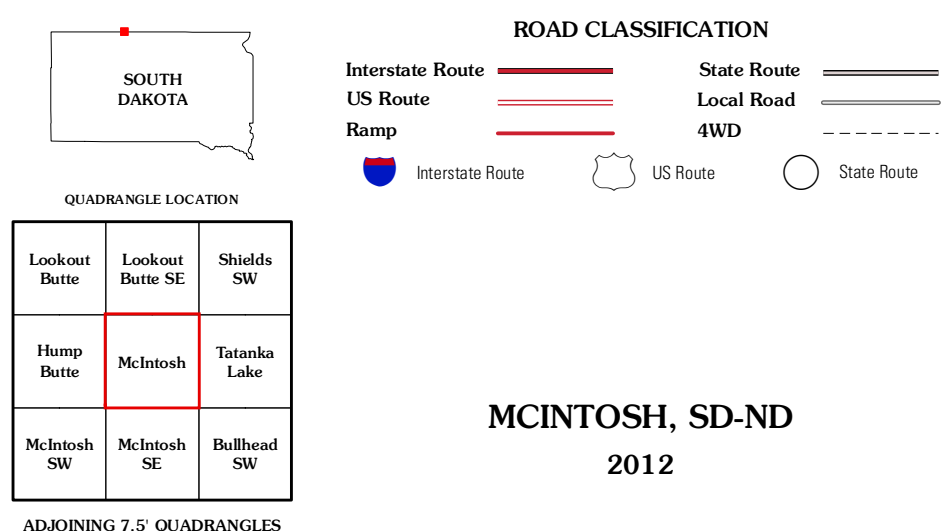 SOUTH
DAKOTA
QUADRANGLE LOCATION
ROAD CLASSIFICATION
Interstate Route
State Route
US Route
Local Road
Ramp
4WD
Interstate Route
US Route
State Route
Lookout
Butte
Lookout
Butte SE
Shields
SW
Hump
Butte
McIntosh
Tatanka
Lake
McIntosh
SW
McIntosh
SE
Bullhead
SW
ADJOINING 7.5' QUADRANGLES
MCINTOSH, SD-ND
2012